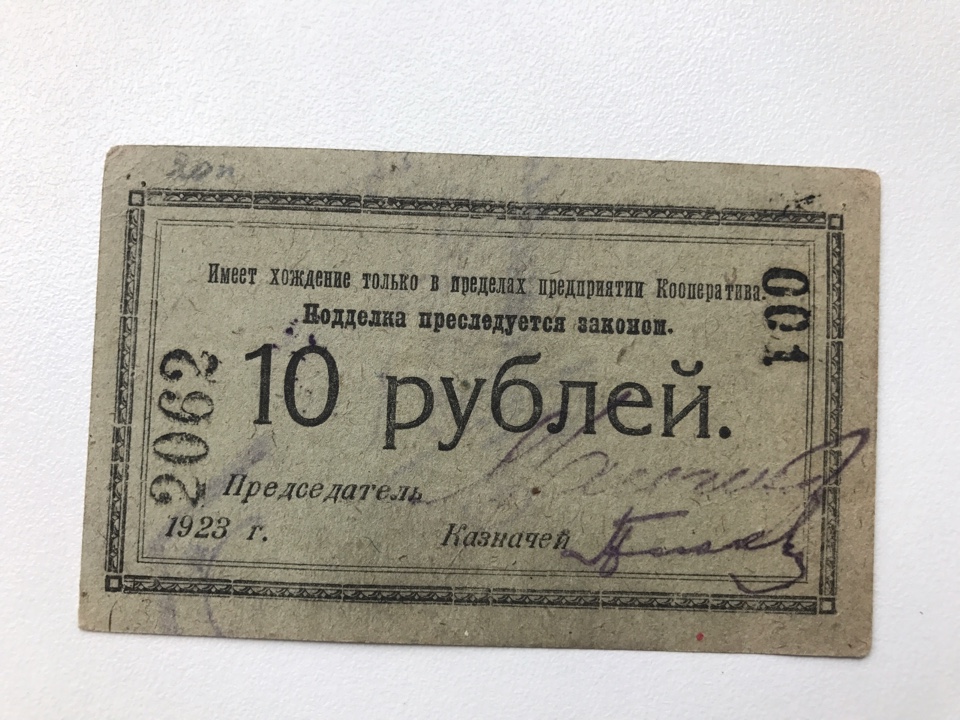 Имеет хождение только в пределах предприятии Кооператива.
Подделка преследуется законом.
10 рублей.
2062
001
Председатель
1923 г.
Казначей